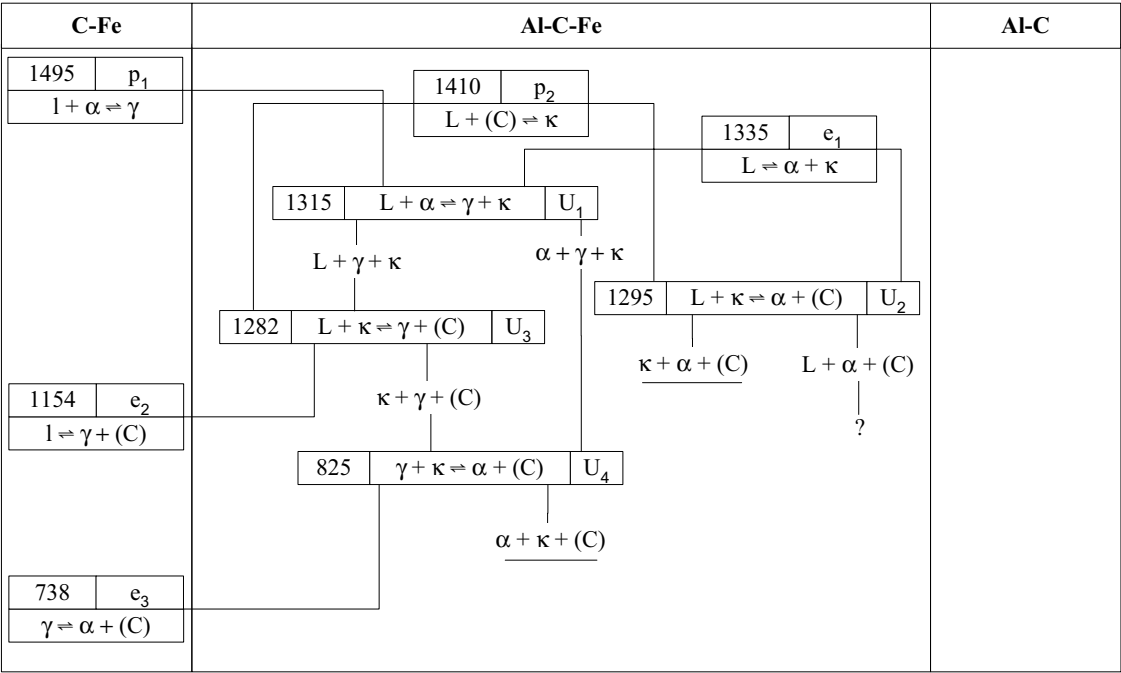 C-Fe
Al-C-Fe
Al-C
1495 p1
l + α ⇌ γ
1410 p2
L + (C) ⇌ κ
1335 e1
L ⇌ α + κ
1315 L + α ⇌ γ + κ U1
L + γ + κ
α + γ + κ
1295 L + κ ⇌ α + (C) U2
1282 L + κ ⇌ γ + (C) U3
κ + α + (C)
L + α + (C)
1154 e2
l ⇌ γ + (C)
κ + γ + (C)
?
825 γ + κ ⇌ α + (C) U4
α + κ + (C)
738 e3
γ ⇌ α + (C)